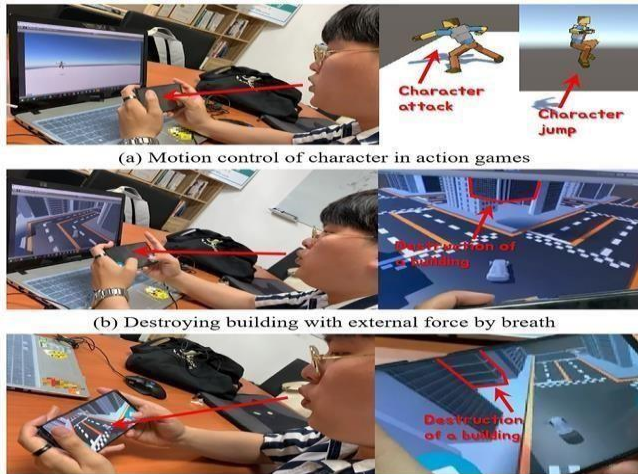 Character
attack
Character
jump
(a) Motion control of character in action games
Destruction of
a building
(b) Destroying building with external force by breath
Destruction
of a building